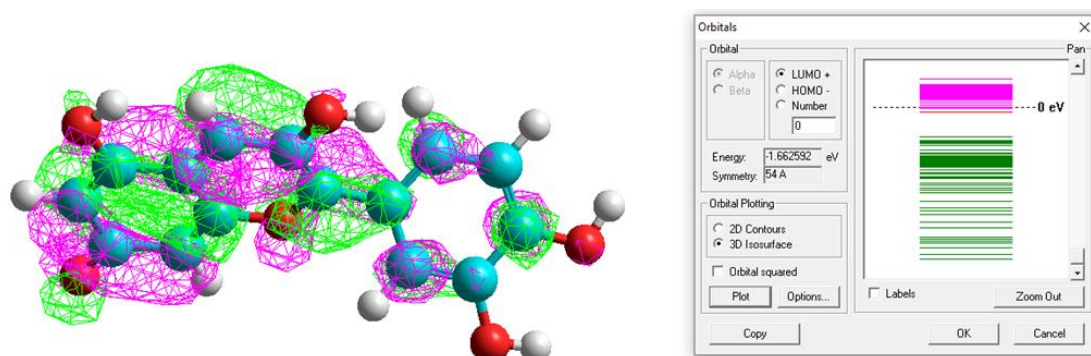 Orbitals
Pan
Orbital
Alpha
Beta
LUMO +
HOMO -
Number
0
Energy: -1.662592 eV
Symmetry: 54 A
Orbital Plotting
2D Contours
3D Isosurface
Orbital squared
Plot
Options...
0 eV
Labels
Zoom Out
Copy
OK
Cancel